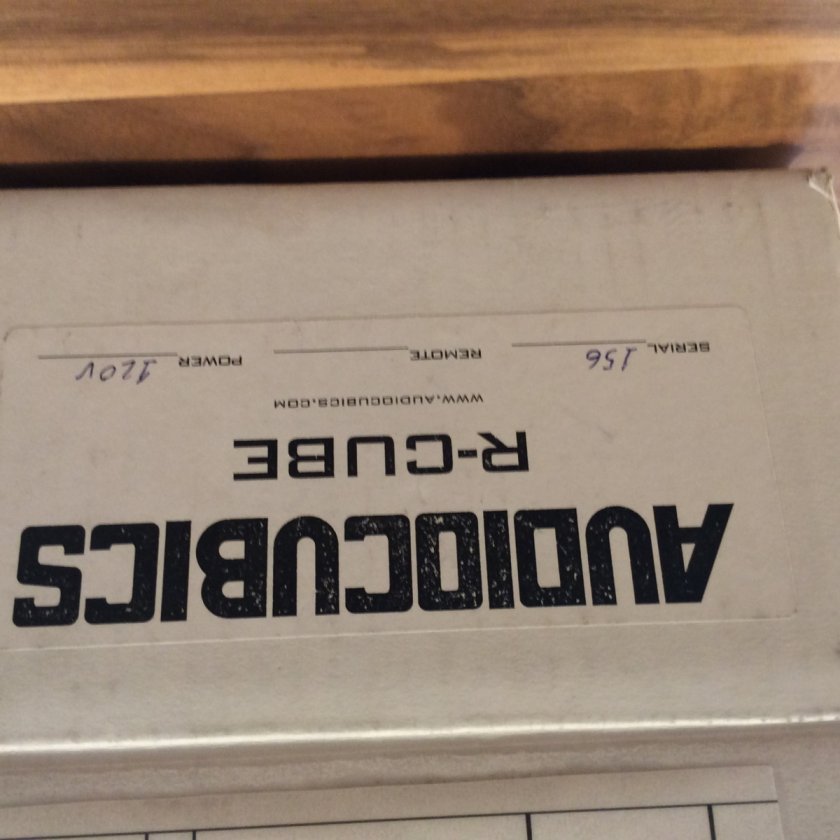 AUDIOCUBICS
R-CUBE
WWW.AUDIOCUBICS.COM
SERIAL 156 REMOTE POWER 120V